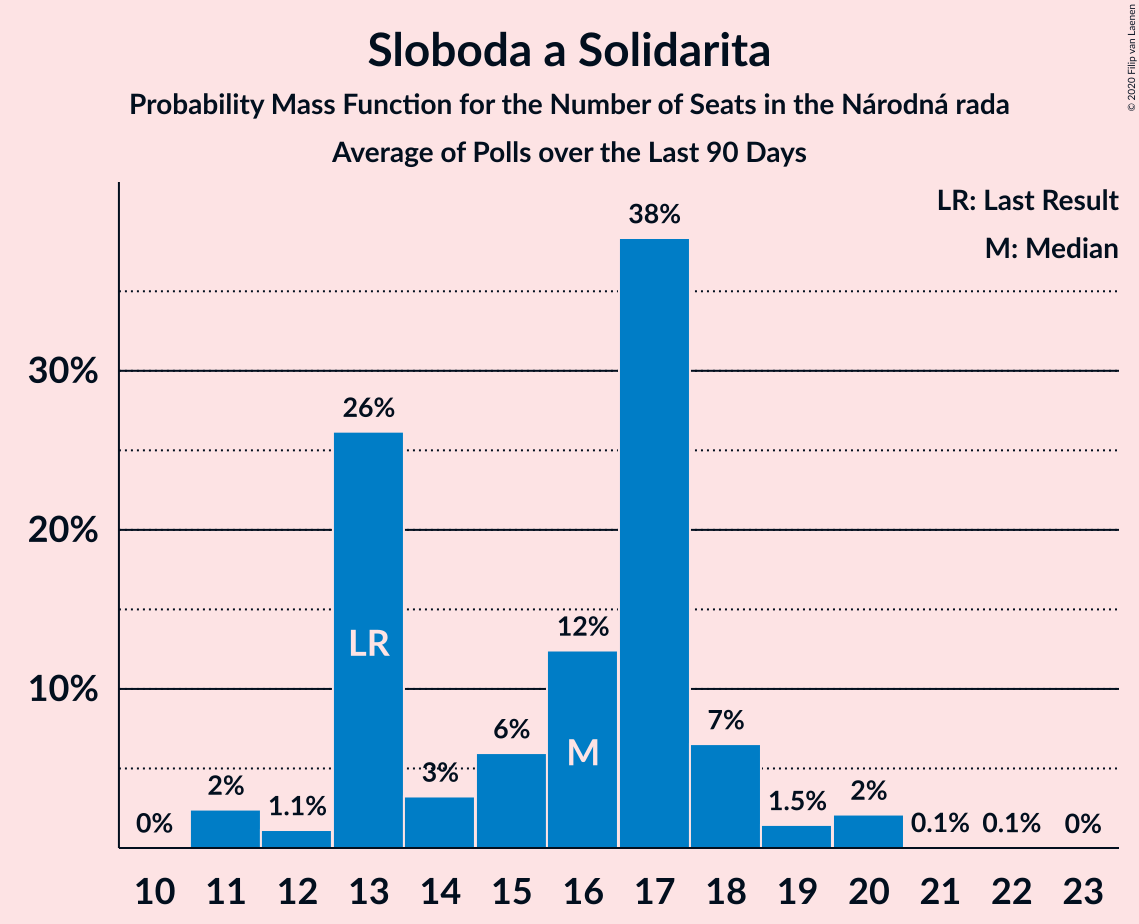 Sloboda a Solidarita
Probability Mass Function for the Number of Seats in the Národná rada
Average of Polls over the Last 90 Days
© 2020 Filip van Laenen
LR: Last Result
M: Median
38%
30%
26%
20%
LR
12%
10%
7%
6%
M
3%
2%
2%
1.5%
1.1%
0%
0.1%
0.1%
0%
10 11 12 13 14 15 16 17 18 19 20 21 22 23